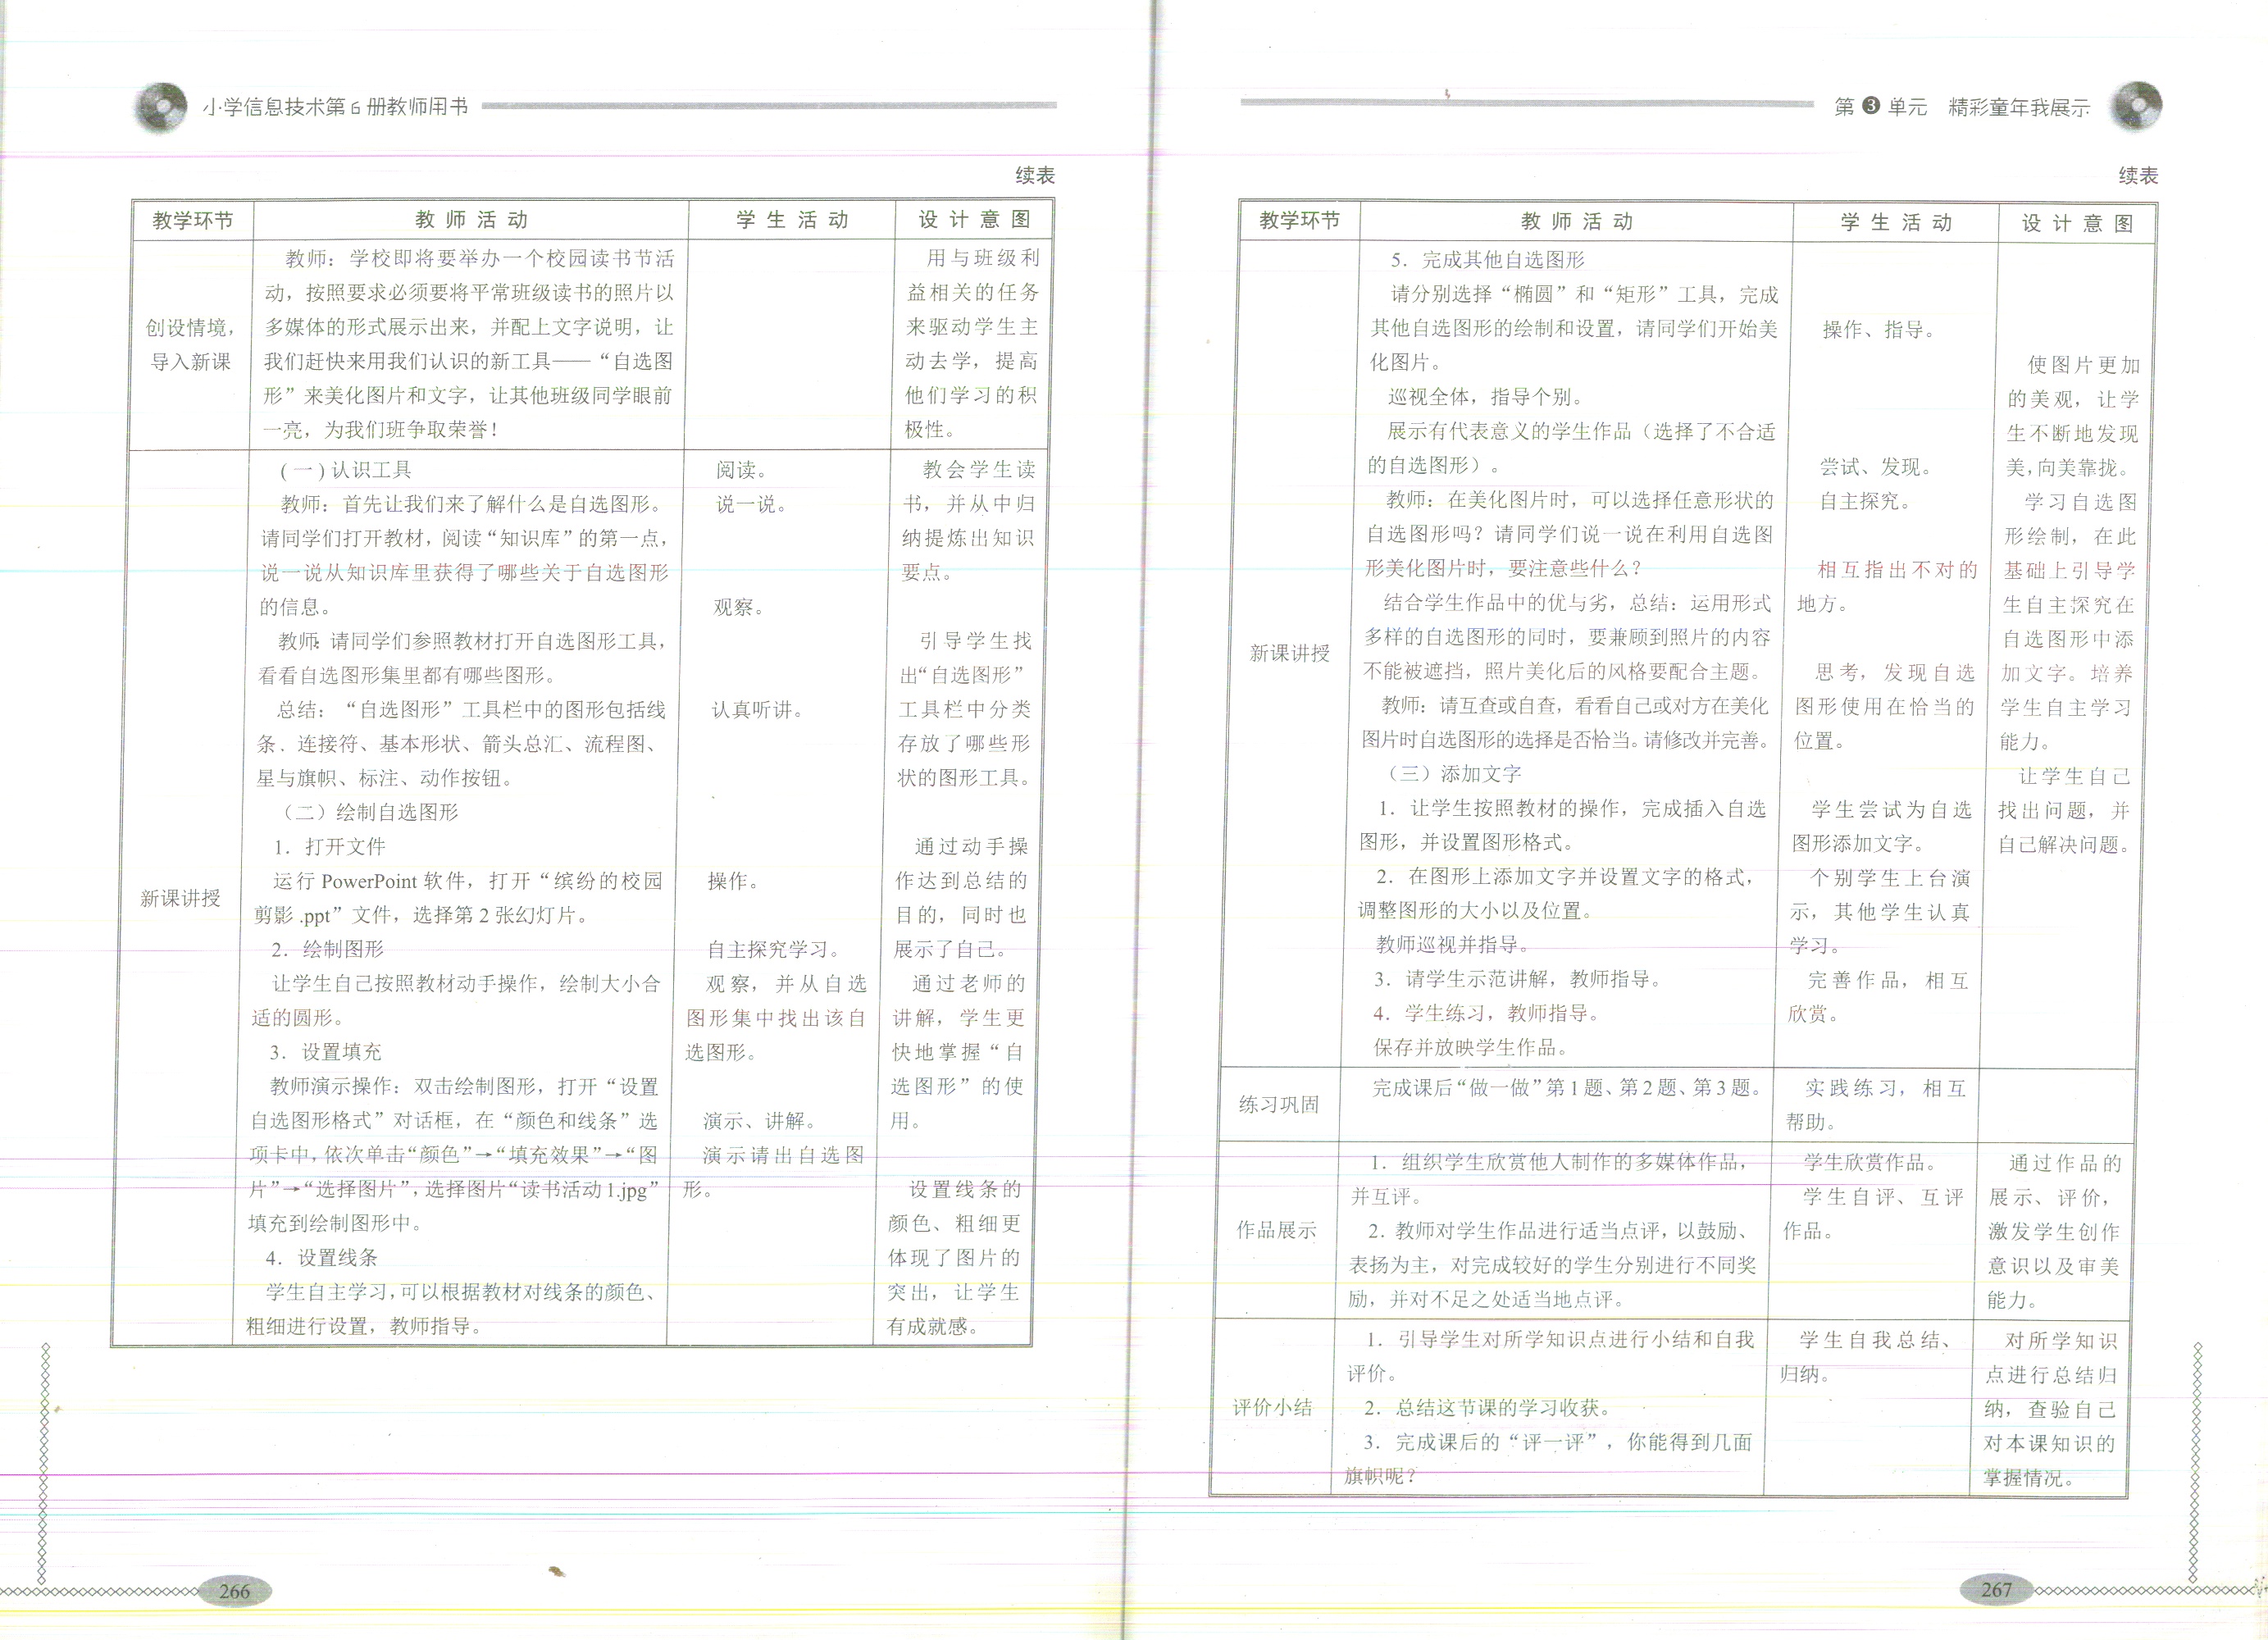 小学信息技术第6册教师用书
续表
教学环节
教师活动
学生活动
设计意图
创设情境，
导入新课
教师：学校即将要举办一个校园读书节活
动，按照要求必须要将平常班级读书的照片以
多媒体的形式展示出来，并配上文字说明，让
我们赶快来用我们认识的新工具——“自选图
形”来美化图片和文字，让其他班级同学眼前
一亮，为我们班争取荣誉！
用与班级利
益相关的任务
来驱动学生主
动去学，提高
他们学习的积
极性。
新课讲授
（一）认识工具
教师：首先让我们来了解什么是自选图形。
请同学们打开教材，阅读“知识库”的第一点，
说一说从知识库里获得了哪些关于自选图形
的信息。
教师：请同学们参照教材打开自选图形工具，
看看自选图形集里都有哪些图形。
总结：“自选图形”工具栏中的图形包括线
条、连接符、基本形状、箭头总汇、流程图、
星与旗帜、标注、动作按钮。
（二）绘制自选图形
1．打开文件
运行 PowerPoint 软件，打开“缤纷的校园
剪影.ppt”文件，选择第2张幻灯片。
2．绘制图形
让学生自己按照教材动手操作，绘制大小合
适的圆形。
3．设置填充
教师演示操作：双击绘制图形，打开“设置
自选图形格式”对话框，在“颜色和线条”选
项卡中，依次单击“颜色”→“填充效果”→“图
片”→“选择图片”，选择图片“读书活动1.jpg”
填充到绘制图形中。
4．设置线条
学生自主学习，可以根据教材对线条的颜色、
粗细进行设置，教师指导。
阅读。
说一说。
观察。
认真听讲。
操作。
自主探究学习。
观察，并从自选
图形集中找出该自
选图形。
演示、讲解。
演示请出自选图
形。
教会学生读
书，并从中归
纳提炼出知识
要点。
引导学生找
出“自选图形”
工具栏中分类
存放了哪些形
状的图形工具。
通过动手操
作达到总结的
目的，同时也
展示了自己。
通过老师的
讲解，学生更
快地掌握“自
选图形”的使
用。
设置线条的
颜色、粗细更
体现了图片的
突出，让学生
有成就感。
266
第3单元 精彩童年我展示
续表
教学环节
教师活动
学生活动
设计意图
新课讲授
5．完成其他自选图形
请分别选择“椭圆”和“矩形”工具，完成
其他自选图形的绘制和设置，请同学们开始美
化图片。
巡视全体，指导个别。
展示有代表意义的学生作品（选择了不合适
的自选图形）。
教师：在美化图片时，可以选择任意形状的
自选图形吗？请同学们说一说在利用自选图
形美化图片时，要注意些什么？
结合学生作品中的优与劣，总结：运用形式
多样的自选图形的同时，要兼顾到照片的内容
不能被遮挡，照片美化后的风格要配合主题。
教师：请互查或自查，看看自己或对方在美化
图片时自选图形的选择是否恰当。请修改并完善。
（三）添加文字
1．让学生按照教材的操作，完成插入自选
图形，并设置图形格式。
2．在图形上添加文字并设置文字的格式，
调整图形的大小以及位置。
教师巡视并指导。
3．请学生示范讲解，教师指导。
4．学生练习，教师指导。
保存并放映学生作品。
操作、指导。
尝试、发现。
自主探究。
相互指出不对的
地方。
思考，发现自选
图形使用在恰当的
位置。
学生尝试为自选
图形添加文字。
个别学生上台演
示，其他学生认真
学习。
完善作品，相互
欣赏。
使图片更加
的美观，让学
生不断地发现
美，向美靠拢。
学习自选图
形绘制，在此
基础上引导学
生自主探究在
自选图形中添
加文字。培养
学生自主学习
能力。
让学生自己
找出问题，并
自己解决问题。
练习巩固
完成课后“做一做”第1题、第2题、第3题。
实践练习，相互
帮助。
作品展示
1．组织学生欣赏他人制作的多媒体作品，
并互评。
2．教师对学生作品进行适当点评，以鼓励、
表扬为主，对完成较好的学生分别进行不同奖
励，并对不足之处适当地点评。
学生欣赏作品。
学生自评、互评
作品。
通过作品的
展示、评价，
激发学生创作
意识以及审美
能力。
评价小结
1．引导学生对所学知识点进行小结和自我
评价。
2．总结这节课的学习收获。
3．完成课后的“评一评”，你能得到几面
旗帜呢？
学生自我总结、
归纳。
对所学知识
点进行总结归
纳，查验自己
对本课知识的
掌握情况。
267